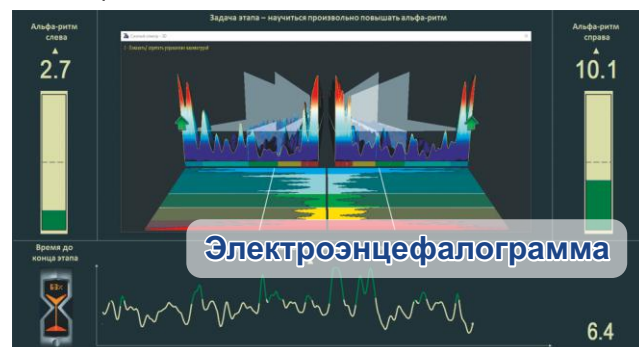 Задача этапа – научиться произвольно повышать альфа-ритм
Альфа-ритм
слева
2.7
Альфа-ритм
справа
10.1
Электроэнцефалограмма
Время до
конца этапа
6.4